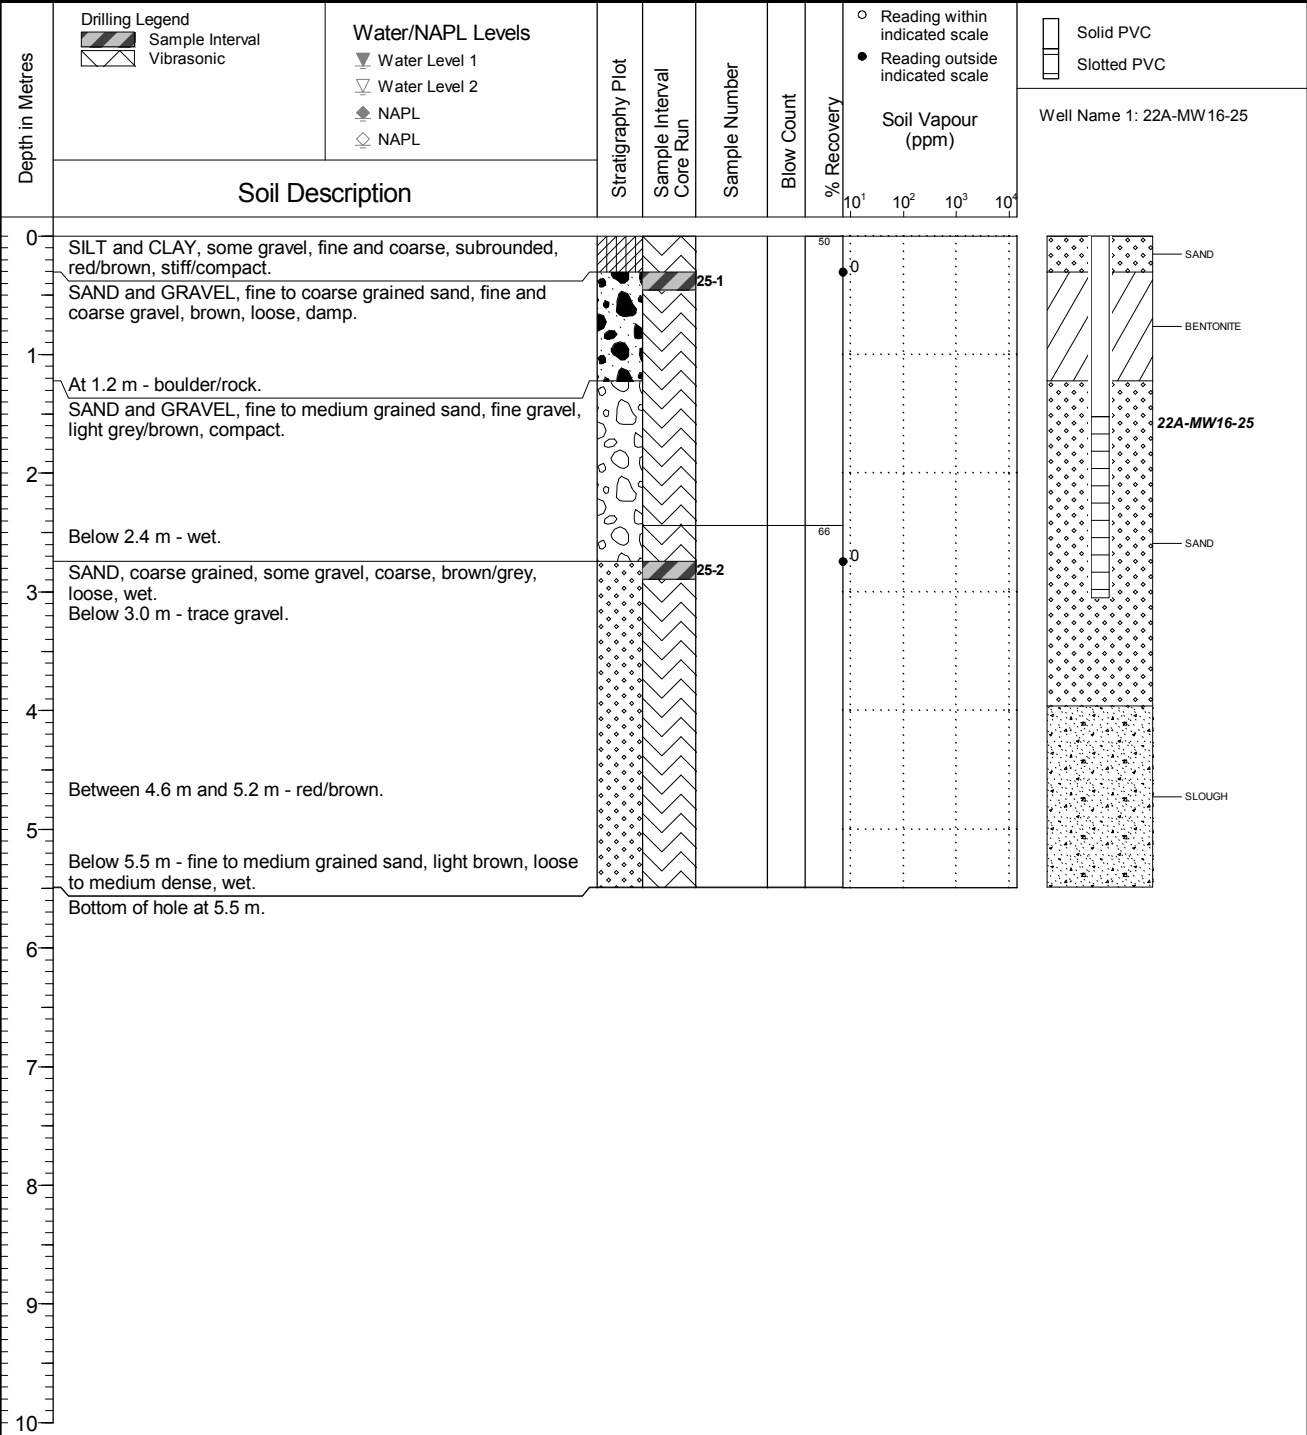 Depth in Metres
Drilling Legend
Sample Interval
Vibrasonic
Water/NAPL Levels
Water Level 1
Water Level 2
NAPL
NAPL
Soil Description
Stratigraphy Plot
Sample Interval
Core Run
Sample Number
Blow Count
% Recovery
Reading within
indicated scale
Reading outside
indicated scale
Soil Vapour
(ppm)
10¹ 10² 10³ 10⁴
Solid PVC
Slotted PVC
Well Name 1: 22A-MW16-25
0
SILT and CLAY, some gravel, fine and coarse, subrounded,
red/brown, stiff/compact.
50
0
SAND
25-1
SAND and GRAVEL, fine to coarse grained sand, fine and
coarse gravel, brown, loose, damp.
BENTONITE
1
At 1.2 m - boulder/rock.
SAND and GRAVEL, fine to medium grained sand, fine gravel,
light grey/brown, compact.
22A-MW16-25
2
Below 2.4 m - wet.
66
SAND
0
25-2
SAND, coarse grained, some gravel, coarse, brown/grey,
loose, wet.
3
Below 3.0 m - trace gravel.
4
Between 4.6 m and 5.2 m - red/brown.
SLOUGH
5
Below 5.5 m - fine to medium grained sand, light brown, loose
to medium dense, wet.
Bottom of hole at 5.5 m.
6
7
8
9
10